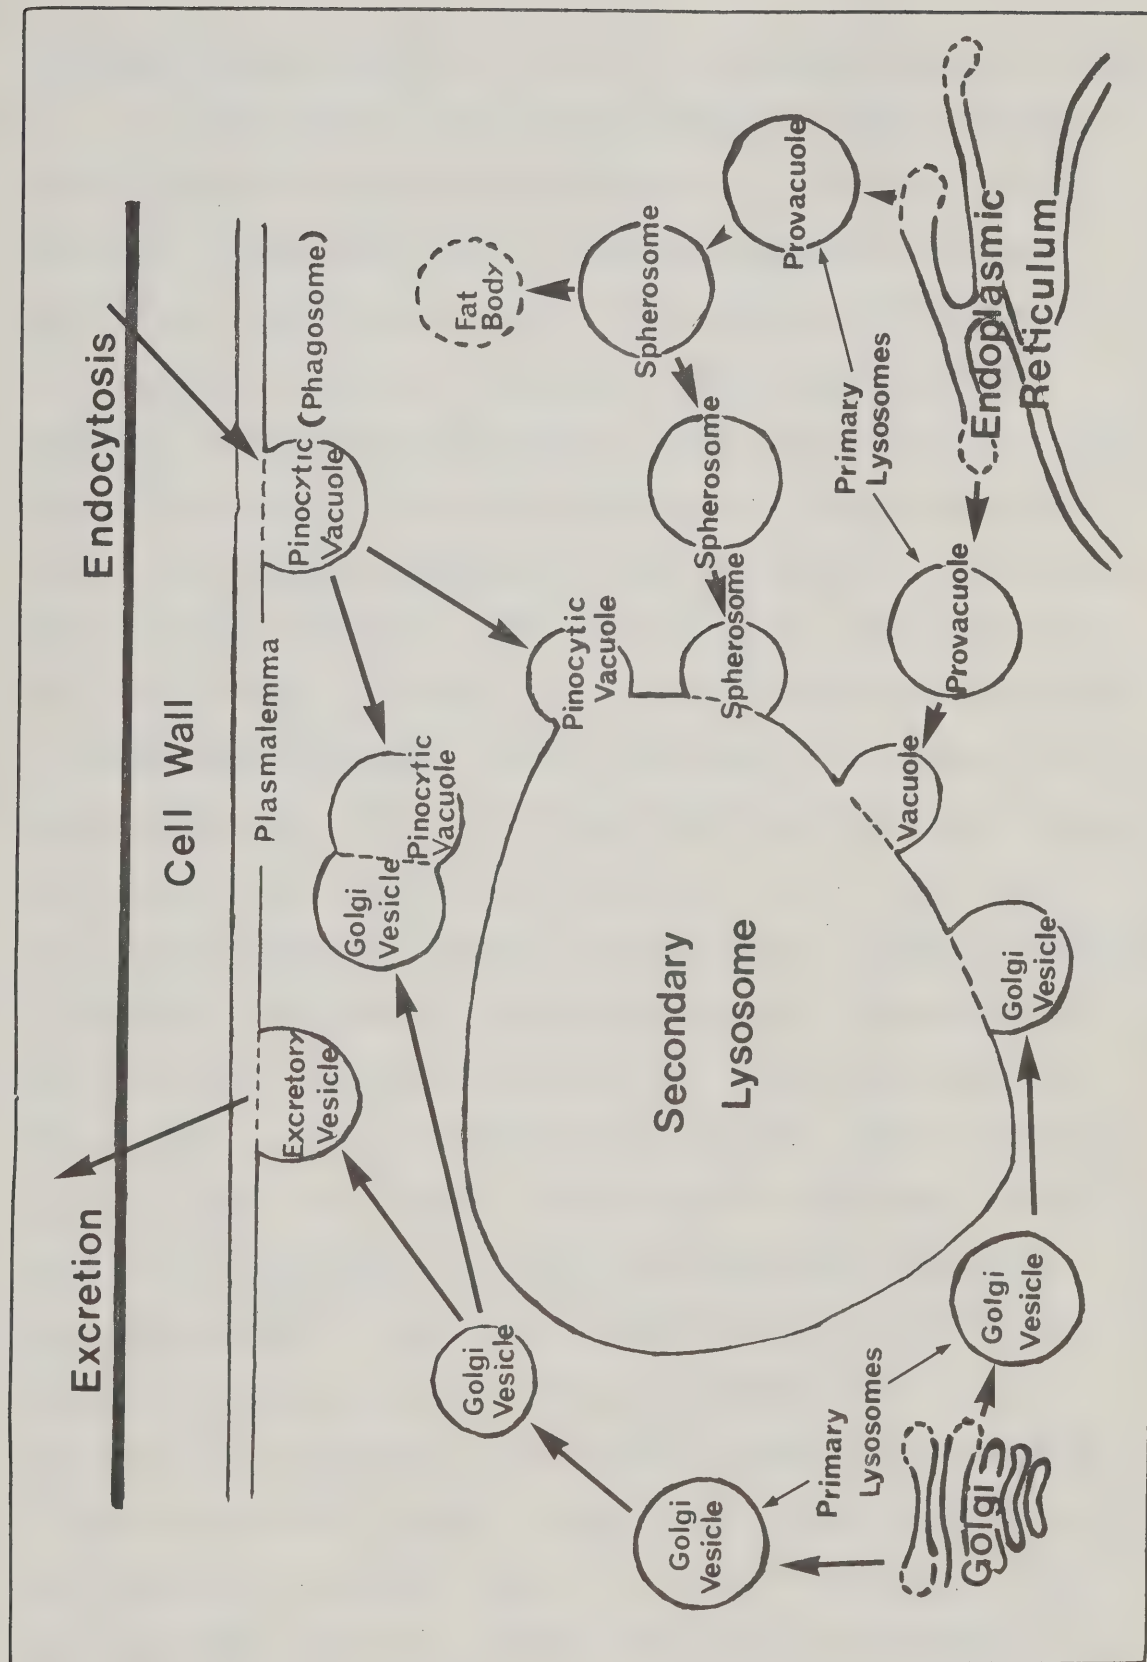 Excretion
Endocytosis
Cell Wall
Plasmalemma
Excretory
Vesicle
Pinocytic (Phagosome)
Vacuole
Golgi
Vesicle
Pinocytic
Vacuole
Fat
Body
Golgi
Vesicle
Pinocytic
Vacuole
Spherosome
Spherosome
Spherosome
Provacuole
Secondary
Lysosome
Golgi
Vesicle
Primary
Lysosomes
Primary
Lysosomes
Vacuole
Provacuole
Golgi
Vesicle
Golgi
Vesicle
Golgi
Endoplasmic
Reticulum